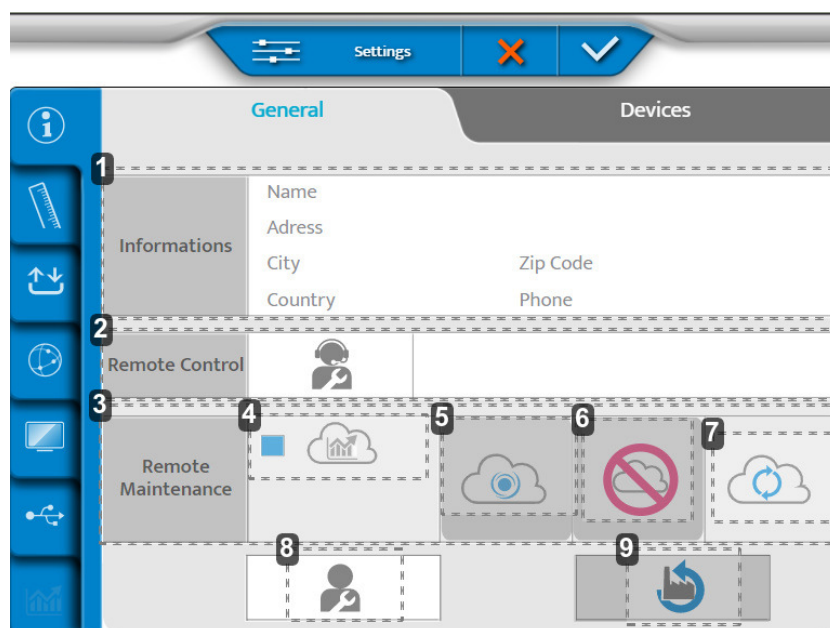 Settings
General
Devices
1
Informations
Name
Adress
City
Zip Code
Country
Phone
2
Remote Control
3
Remote
Maintenance
4
5
6
7
8
9